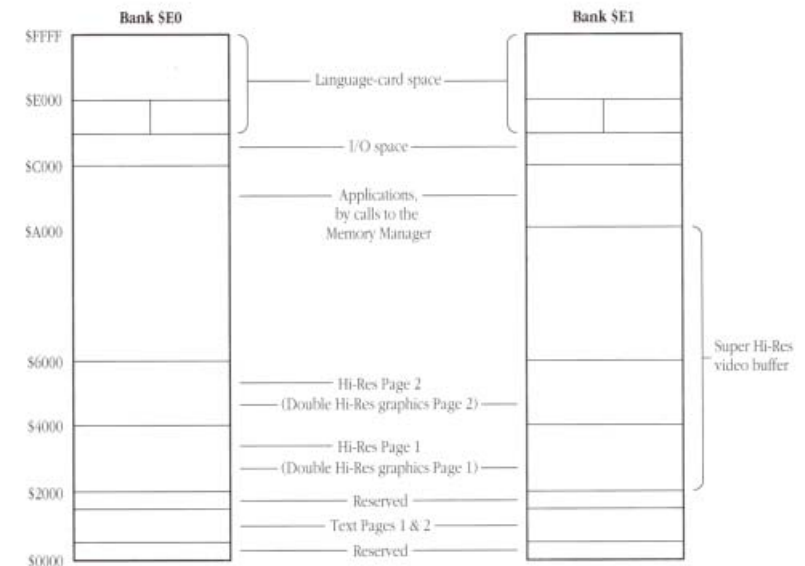 Bank $E0
Bank $E1
$FFFF
Language-card space
$E000
I/O space
$C000
Applications,
by calls to the
Memory Manager
$A000
Super Hi-Res
video buffer
$6000
Hi-Res Page 2
(Double Hi-Res graphics Page 2)
$4000
Hi-Res Page 1
(Double Hi-Res graphics Page 1)
$2000
Reserved
Text Pages 1 & 2
Reserved
$0000